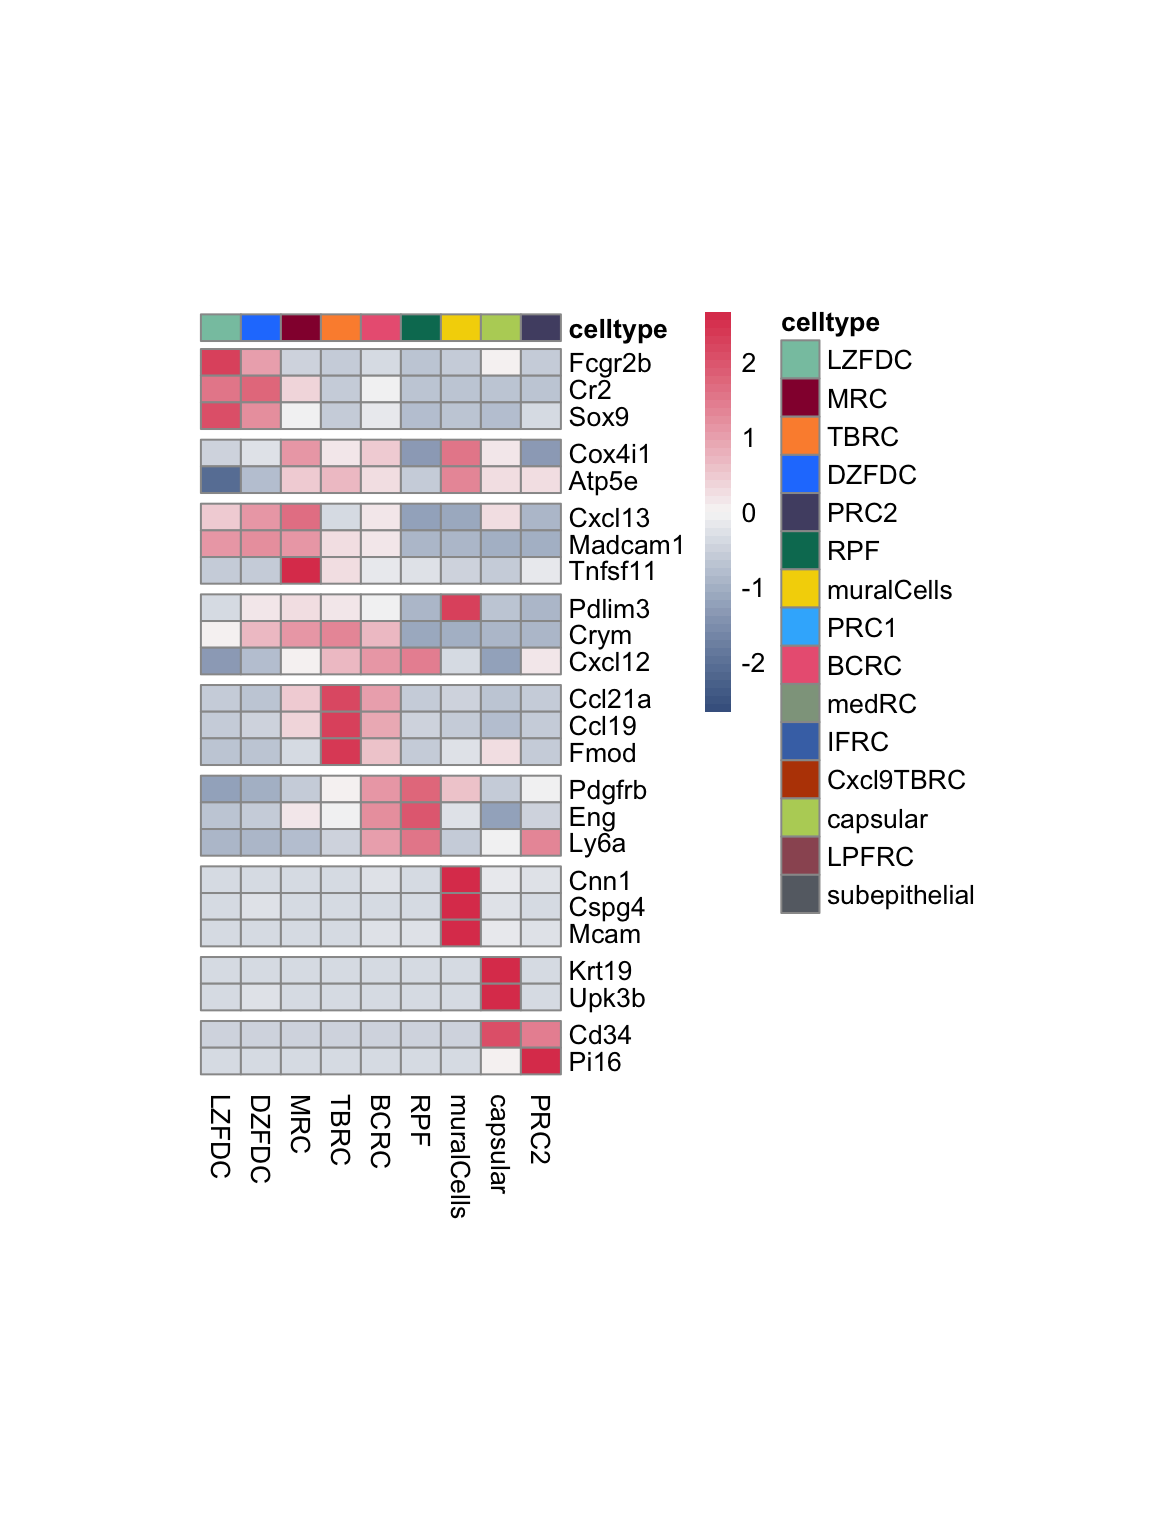 celltype
Fcgr2b
Cr2
Sox9
Cox4i1
Atp5e
Cxcl13
Madcam1
Tnfsf11
Pdlim3
Crym
Cxcl12
Ccl21a
Ccl19
Fmod
Pdgfrb
Eng
Ly6a
Cnn1
Cspg4
Mcam
Krt19
Upk3b
Cd34
Pi16
LZFDC
DZFDC
MRC
TBRC
BCRC
RPF
muralCells
capsular
PRC2
2
1
0
-1
-2
celltype
LZFDC
MRC
TBRC
DZFDC
PRC2
RPF
muralCells
PRC1
BCRC
medRC
IFRC
Cxcl9TBRC
capsular
LPFRC
subepithelial